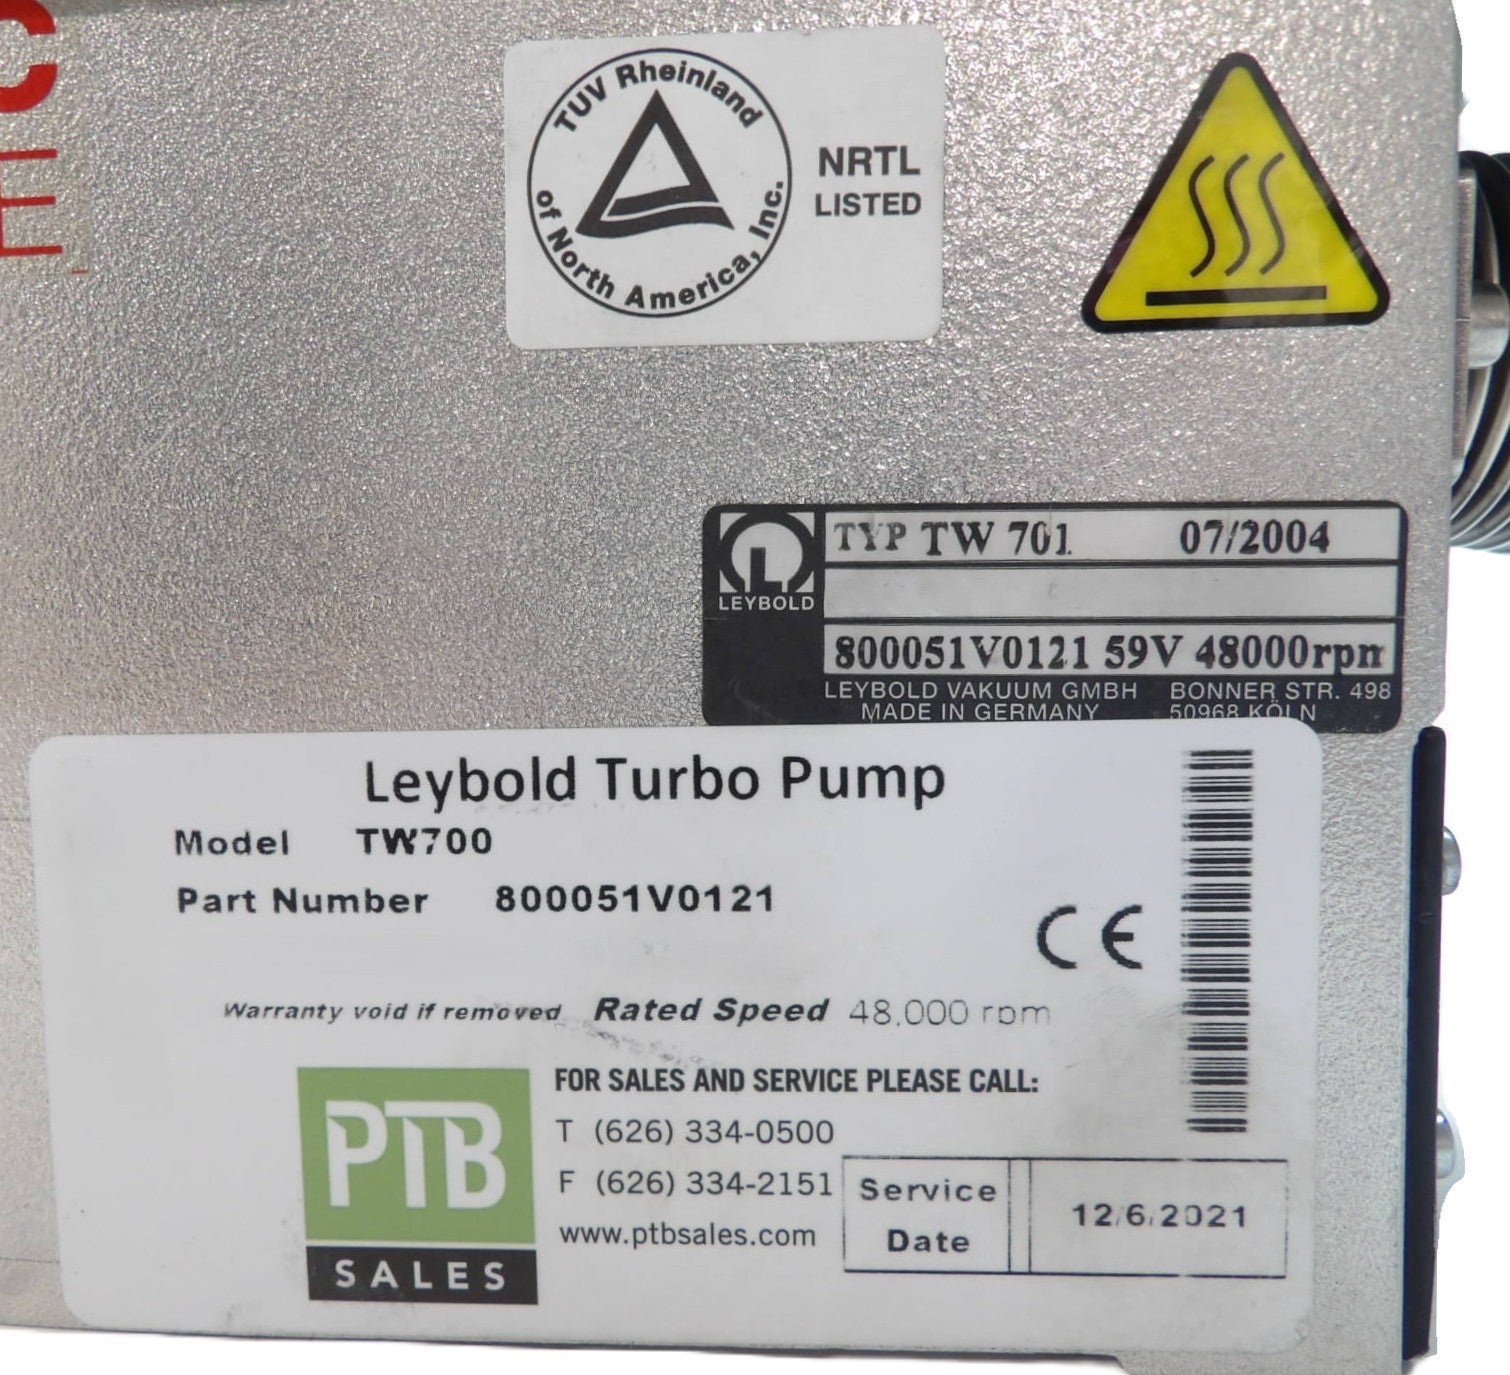 C
E
TUV Rheinland
of North America, Inc.
NRTL
LISTED
LEYBOLD
TYP TW 701 07/2004
800051V0121 59V 48000rpm
LEYBOLD VAKUUM GMBH BONNER STR. 498
MADE IN GERMANY 50968 KÖLN
Leybold Turbo Pump
Model TW700
Part Number 800051V0121
CE
Warranty void if removed Rated Speed 48,000 rpm
PTB
SALES
FOR SALES AND SERVICE PLEASE CALL:
T (626) 334-0500
F (626) 334-2151
www.ptbsales.com
Service
Date
12/6/2021